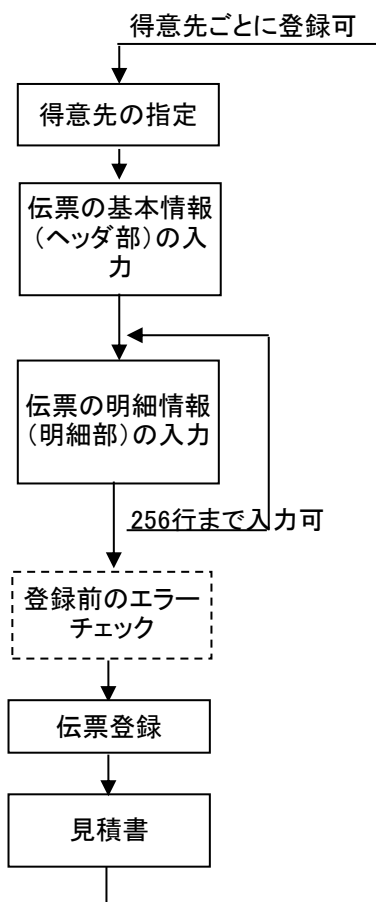 得意先ごとに登録可
得意先の指定
伝票の基本情報
（ヘッダ部）の入
力
伝票の明細情報
（明細部）の入力
256行まで入力可
登録前のエラー
チェック
伝票登録
見積書